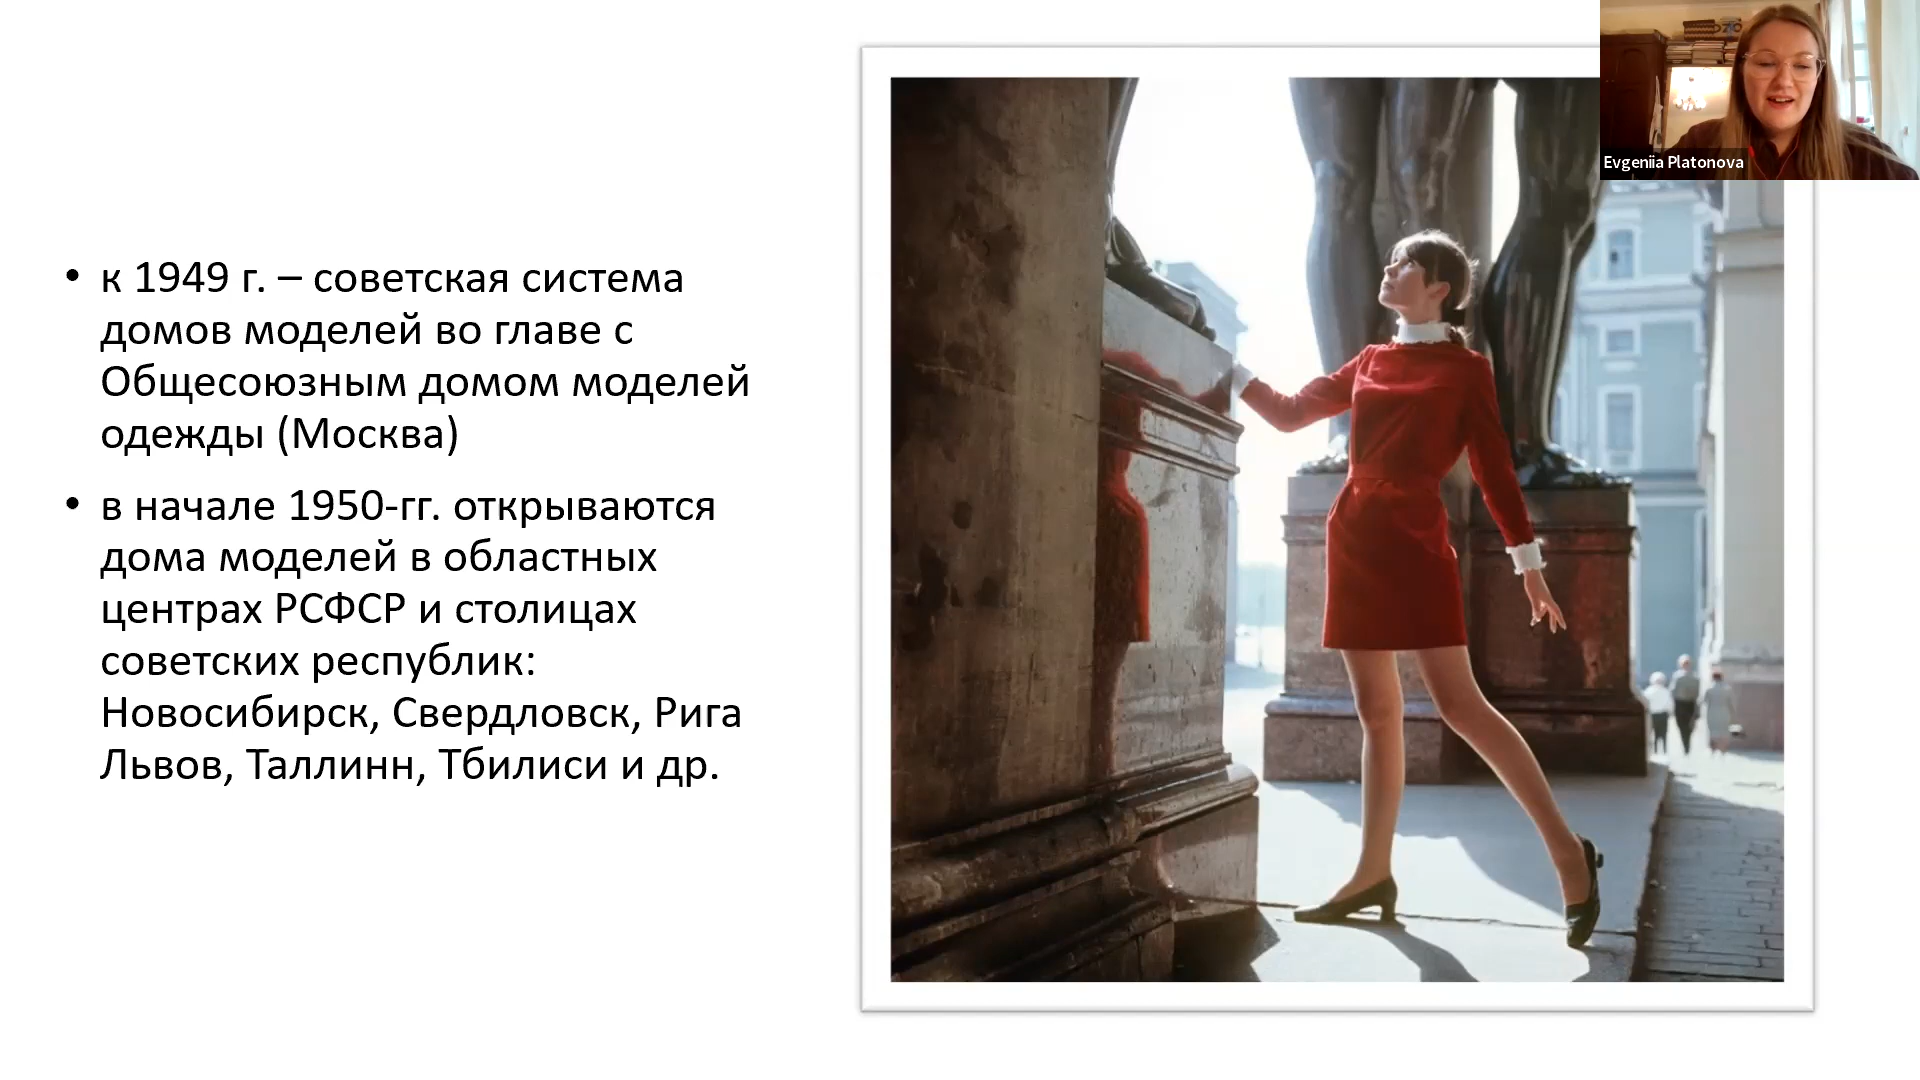 • к 1949 г. – советская система
домов моделей во главе с
Общесоюзным домом моделей
одежды (Москва)
• в начале 1950-гг. открываются
дома моделей в областных
центрах РСФСР и столицах
советских республик:
Новосибирск, Свердловск, Рига
Львов, Таллинн, Тбилиси и др.
Evgeniia Platonova